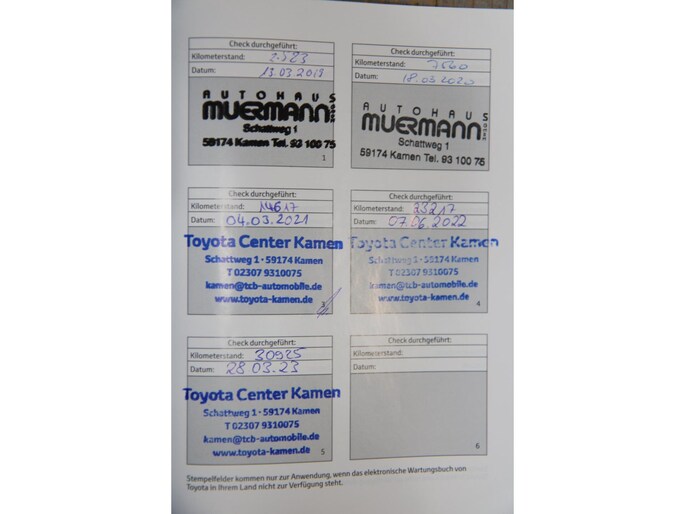 Check durchgeführt:
Kilometerstand: 2.523
Datum: 13.03.2019
AUTOHAUS
MUERMANN GMBH
Schattweg 1
59174 Kamen Tel. 93 100 75
1
Check durchgeführt:
Kilometerstand: 7560
Datum: 18.03.2020
AUTOHAUS
MUERMANN GMBH
Schattweg 1
59174 Kamen Tel. 93 100 75
Check durchgeführt:
Kilometerstand: 14617
Datum: 04.03.2021
Toyota Center Kamen
Schattweg 1 · 59174 Kamen
T 02307 9310075
kamen@tcb-automobile.de
www.toyota-kamen.de
3
Check durchgeführt:
Kilometerstand: 23217
Datum: 07.06.2022
Toyota Center Kamen
Schattweg 1 · 59174 Kamen
T 02307 9310075
kamen@tcb-automobile.de
www.toyota-kamen.de
4
Check durchgeführt:
Kilometerstand: 30925
Datum: 28 03.23
Toyota Center Kamen
Schattweg 1 · 59174 Kamen
T 02307 9310075
kamen@tcb-automobile.de
www.toyota-kamen.de
5
Check durchgeführt:
Kilometerstand:
Datum:
6
Stempelfelder kommen nur zur Anwendung, wenn das elektronische Wartungsbuch von
Toyota in Ihrem Land nicht zur Verfügung steht.